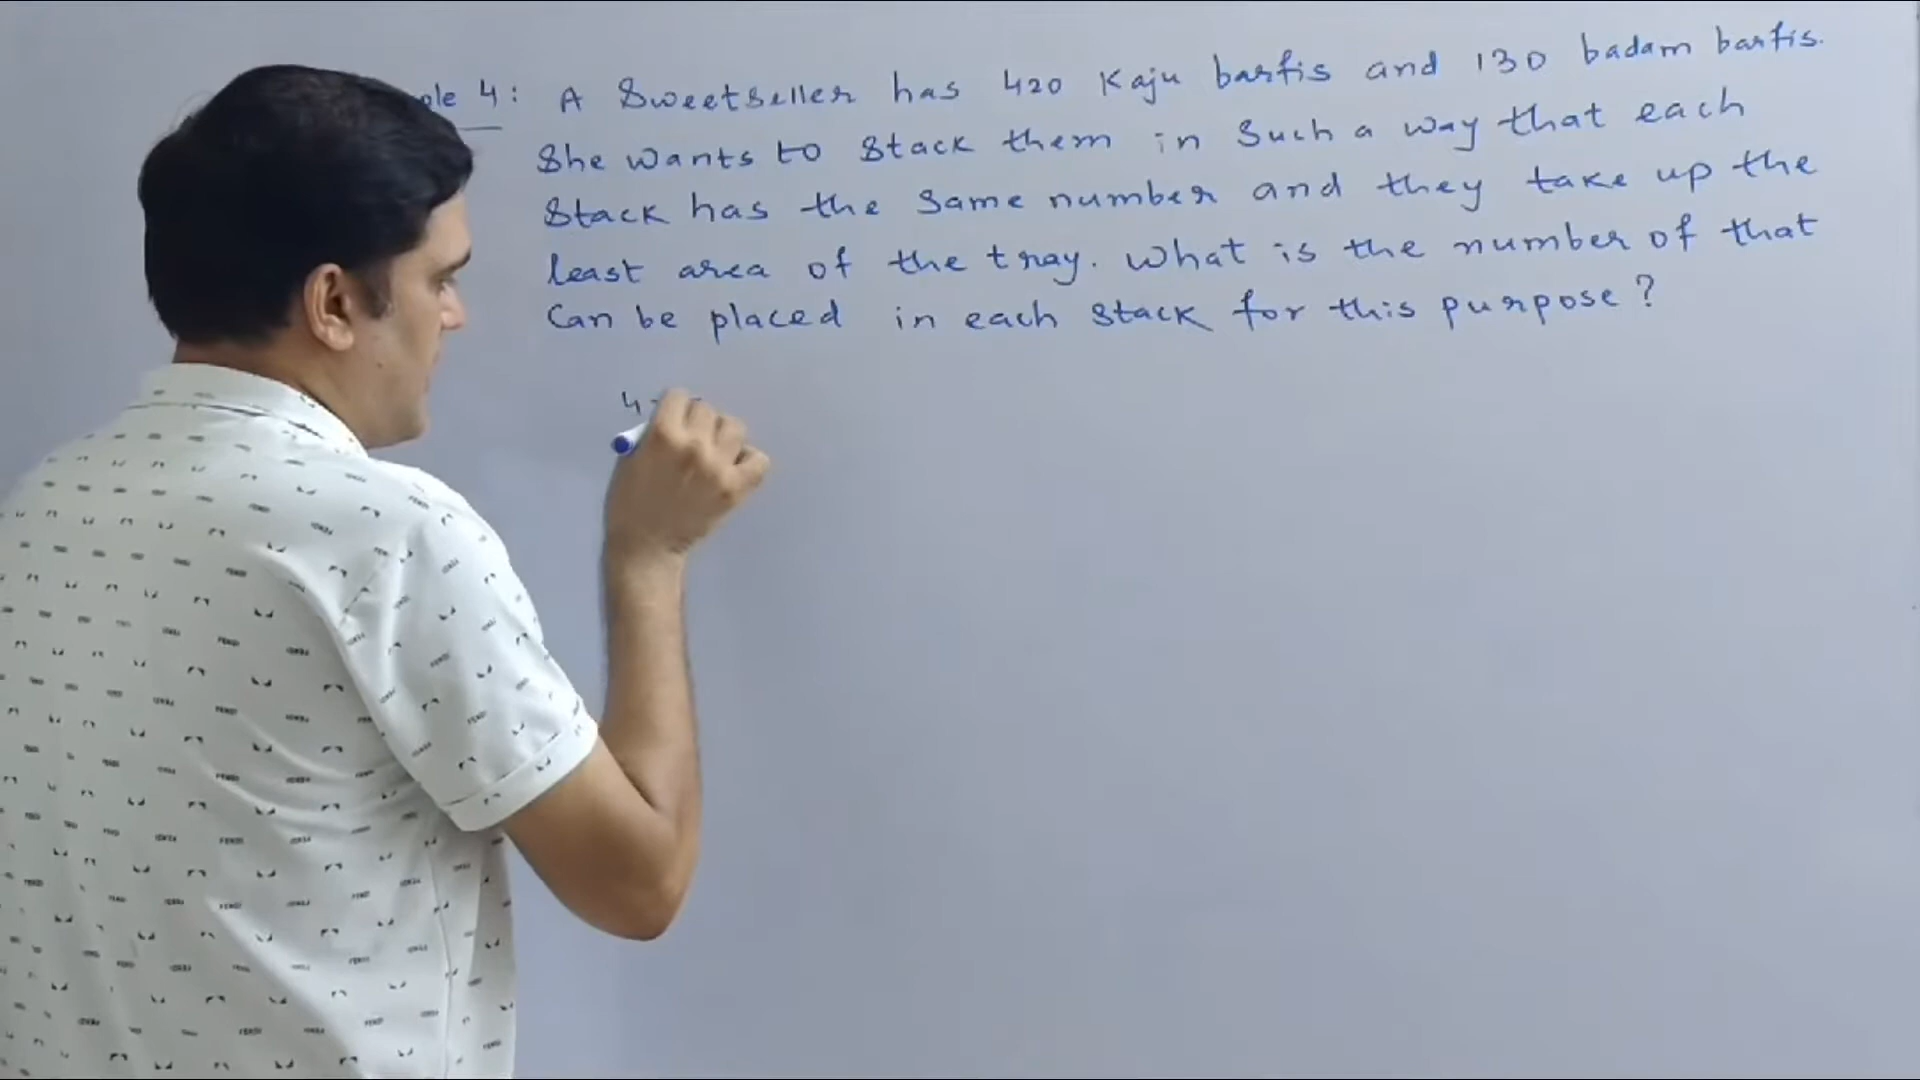 4: A Sweetseller has 420 Kaju barfis and 130 badam barfis.
She wants to Stack them in Such a way that each
Stack has the Same number and they take up the
least area of the tray. What is the number of that
Can be placed in each Stack for this purpose?
4